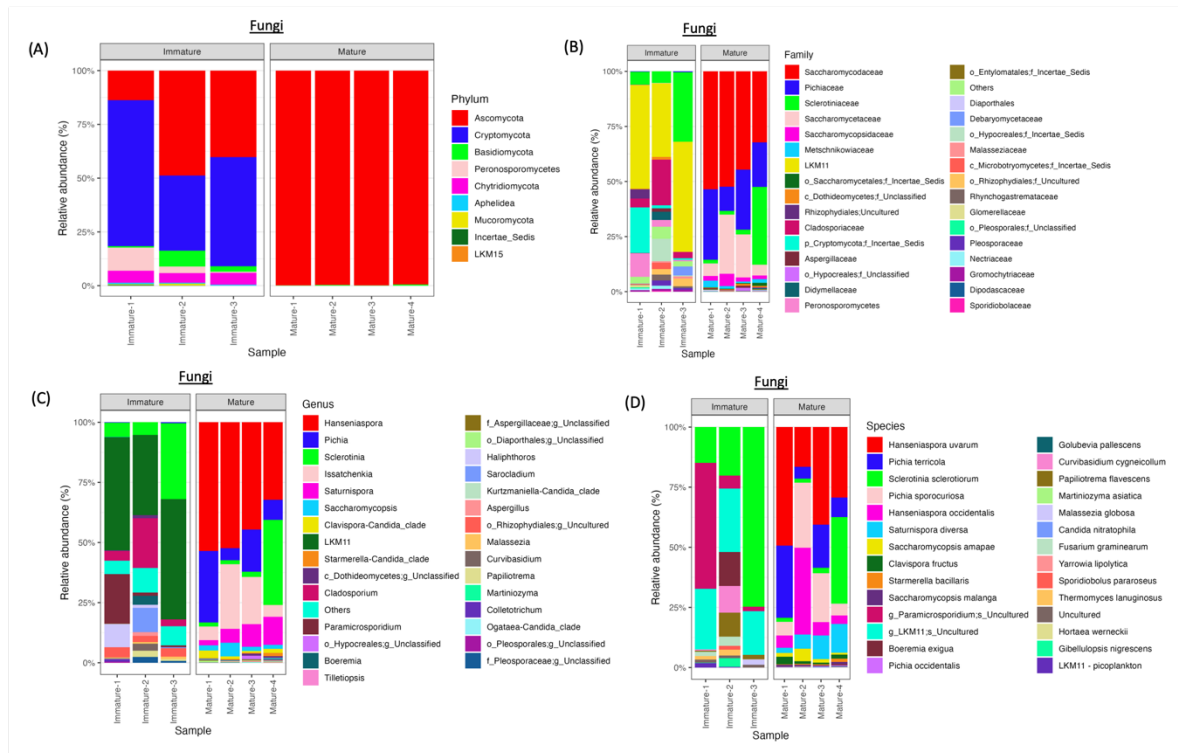 Fungi
(A)
Immature
Mature
Relative abundance (%)
100%
75%
50%
25%
0%
Immature-1
Immature-2
Immature-3
Mature-1
Mature-2
Mature-3
Mature-4
Sample
Phylum
Ascomycota
Cryptomycota
Basidiomycota
Peronosporomycetes
Chytridiomycota
Aphelidea
Mucoromycota
Incertae_Sedis
LKM15
(B)
Fungi
Immature
Mature
Relative abundance (%)
100%
75%
50%
25%
0%
Immature-1
Immature-2
Immature-3
Mature-1
Mature-2
Mature-3
Mature-4
Sample
Family
Saccharomycodaceae
Pichiaceae
Sclerotiniaceae
Saccharomycetaceae
Saccharomycopsidaceae
Metschnikowiaceae
LKM11
o_Saccharomycetales;f_Incertae_Sedis
c_Dothideomycetes;f_Unclassified
Rhizophydiales;Uncultured
Cladosporiaceae
p_Cryptomycota;f_Incertae_Sedis
Aspergillaceae
o_Hypocreales;f_Unclassified
Didymellaceae
Peronosporomycetes
o_Entylomatales;f_Incertae_Sedis
Others
Diaporthales
Debaryomycetaceae
o_Hypocreales;f_Incertae_Sedis
Malasseziaceae
c_Microbotryomycetes;f_Incertae_Sedis
o_Rhizophydiales;f_Uncultured
Rhynchogastremataceae
Glomerellaceae
o_Pleosporales;f_Unclassified
Pleosporaceae
Nectriaceae
Gromochytriaceae
Dipodascaceae
Sporidiobolaceae
Fungi
(C)
Immature
Mature
Relative abundance (%)
100%
75%
50%
25%
0%
Immature-1
Immature-2
Immature-3
Mature-1
Mature-2
Mature-3
Mature-4
Sample
Genus
Hanseniaspora
Pichia
Sclerotinia
Issatchenkia
Saturnispora
Saccharomycopsis
Clavispora-Candida_clade
LKM11
Starmerella-Candida_clade
c_Dothideomycetes;g_Unclassified
Cladosporium
Others
Paramicrosporidium
o_Hypocreales;g_Unclassified
Boeremia
Tilletiopsis
f_Aspergillaceae;g_Unclassified
o_Diaporthales;g_Unclassified
Haliphthoros
Sarocladium
Kurtzmaniella-Candida_clade
Aspergillus
o_Rhizophydiales;g_Uncultured
Malassezia
Curvibasidium
Papiliotrema
Martiniozyma
Colletotrichum
Ogataea-Candida_clade
o_Pleosporales;g_Unclassified
f_Pleosporaceae;g_Unclassified
Fungi
(D)
Immature
Mature
Relative abundance (%)
100%
75%
50%
25%
0%
Immature-1
Immature-2
Immature-3
Mature-1
Mature-2
Mature-3
Mature-4
Sample
Species
Hanseniaspora uvarum
Pichia terricola
Sclerotinia sclerotiorum
Pichia sporocuriosa
Hanseniaspora occidentalis
Saturnispora diversa
Saccharomycopsis amapae
Clavispora fructus
Starmerella bacillaris
Saccharomycopsis malanga
g_Paramicrosporidium;s_Uncultured
g_LKM11;s_Uncultured
Boeremia exigua
Pichia occidentalis
Golubevia pallescens
Curvibasidium cygneicollum
Papiliotrema flavescens
Martiniozyma asiatica
Malassezia globosa
Candida nitratophila
Fusarium graminearum
Yarrowia lipolytica
Sporidiobolus pararoseus
Thermomyces lanuginosus
Uncultured
Hortaea werneckii
Gibellulopsis nigrescens
LKM11 - picoplankton